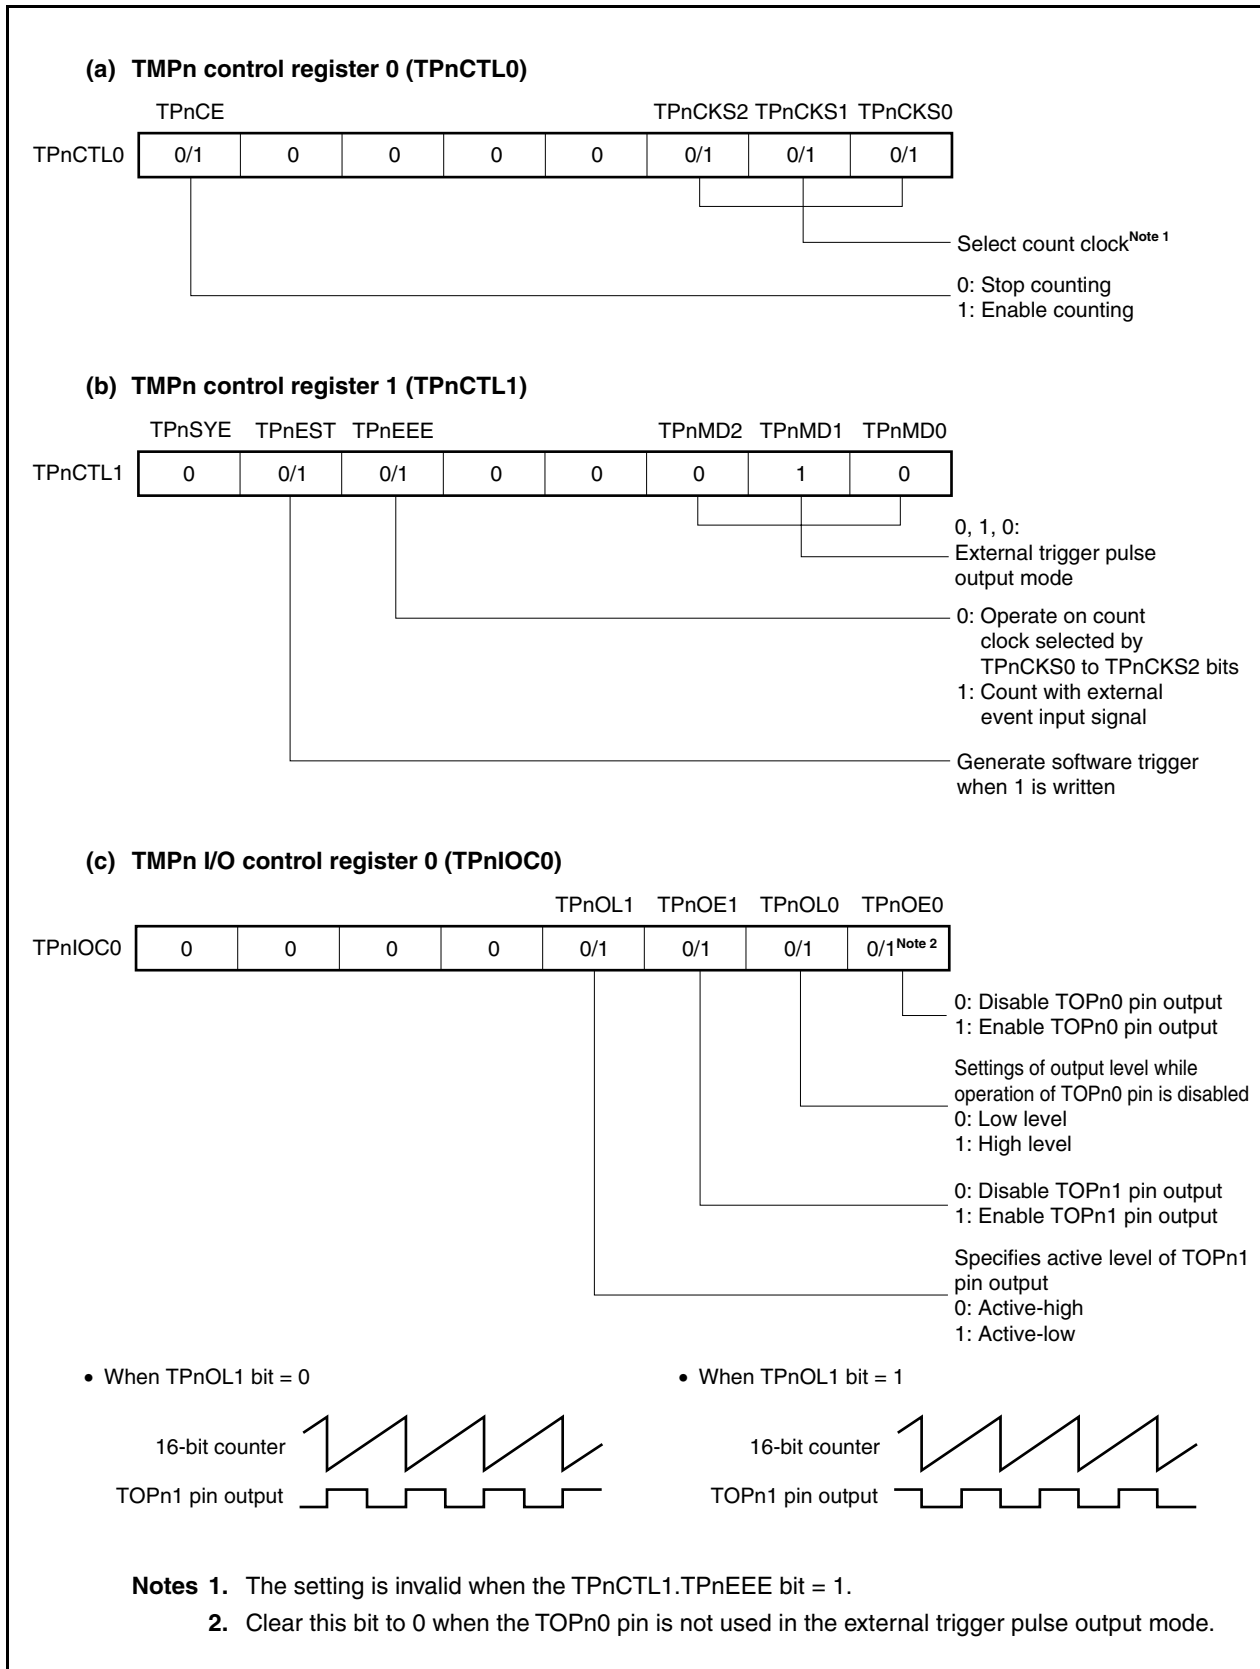 (a) TMPn control register 0 (TPnCTL0)
TPnCE TPnCKS2 TPnCKS1 TPnCKS0
TPnCTL0 0/1 0 0 0 0 0/1 0/1 0/1
Select count clockNote 1
0: Stop counting
1: Enable counting
(b) TMPn control register 1 (TPnCTL1)
TPnSYE TPnEST TPnEEE TPnMD2 TPnMD1 TPnMD0
TPnCTL1 0 0/1 0/1 0 0 0 1 0
0, 1, 0:
External trigger pulse
output mode
0: Operate on count
clock selected by
TPnCKS0 to TPnCKS2 bits
1: Count with external
event input signal
Generate software trigger
when 1 is written
(c) TMPn I/O control register 0 (TPnIOC0)
TPnOL1 TPnOE1 TPnOL0 TPnOE0
TPnIOC0 0 0 0 0 0/1 0/1 0/1 0/1Note 2
0: Disable TOPn0 pin output
1: Enable TOPn0 pin output
Settings of output level while
operation of TOPn0 pin is disabled
0: Low level
1: High level
0: Disable TOPn1 pin output
1: Enable TOPn1 pin output
Specifies active level of TOPn1
pin output
0: Active-high
1: Active-low
• When TPnOL1 bit = 0
16-bit counter
TOPn1 pin output
• When TPnOL1 bit = 1
16-bit counter
TOPn1 pin output
Notes 1. The setting is invalid when the TPnCTL1.TPnEEE bit = 1.
2. Clear this bit to 0 when the TOPn0 pin is not used in the external trigger pulse output mode.